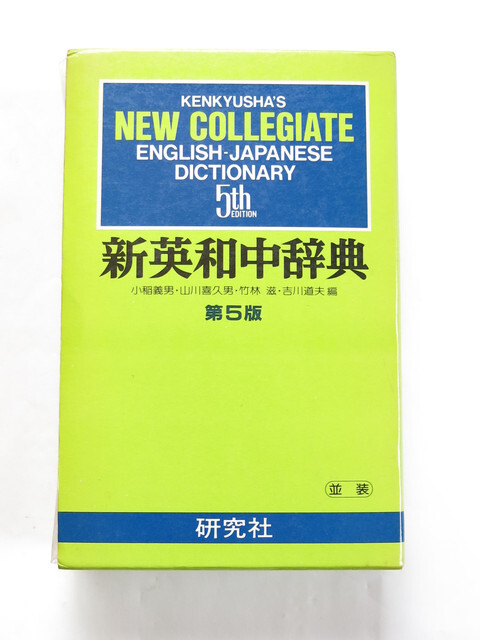 KENKYUSHA'S
NEW COLLEGIATE
ENGLISH-JAPANESE
DICTIONARY
5th
EDITION
新英和中辞典
小稲義男・山川喜久男・竹林 滋・吉川道夫 編
第5版
並装
研究社